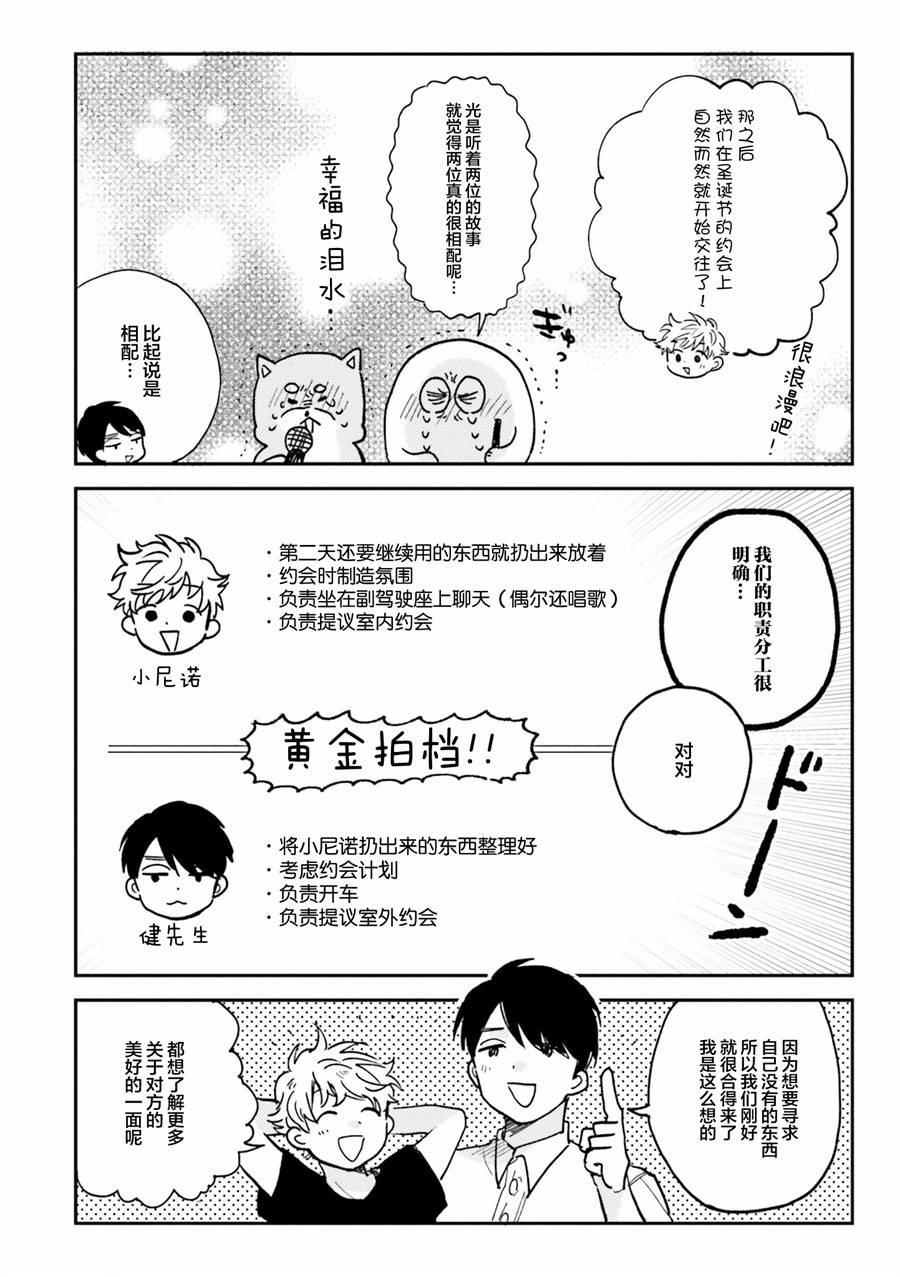 那之后
我们在圣诞节的约会上
自然而然就开始交往了！
很浪漫吧！
光是听着两位的故事
就觉得两位真的很相配呢…
ぎゅっ
幸福的泪水…
比起说是
相配…
我们的职责分工很
明确…
对对
ドーン
·第二天还要继续用的东西就扔出来放着
·约会时制造氛围
·负责坐在副驾驶座上聊天（偶尔还唱歌）
·负责提议室内约会
小尼诺
黄金拍档!!
·将小尼诺扔出来的东西整理好
·考虑约会计划
·负责开车
·负责提议室外约会
健先生
因为想要寻求
自己没有的东西
所以我们刚好
就很合得来了
我是这么想的
都想了解更多
关于对方的
美好的一面呢